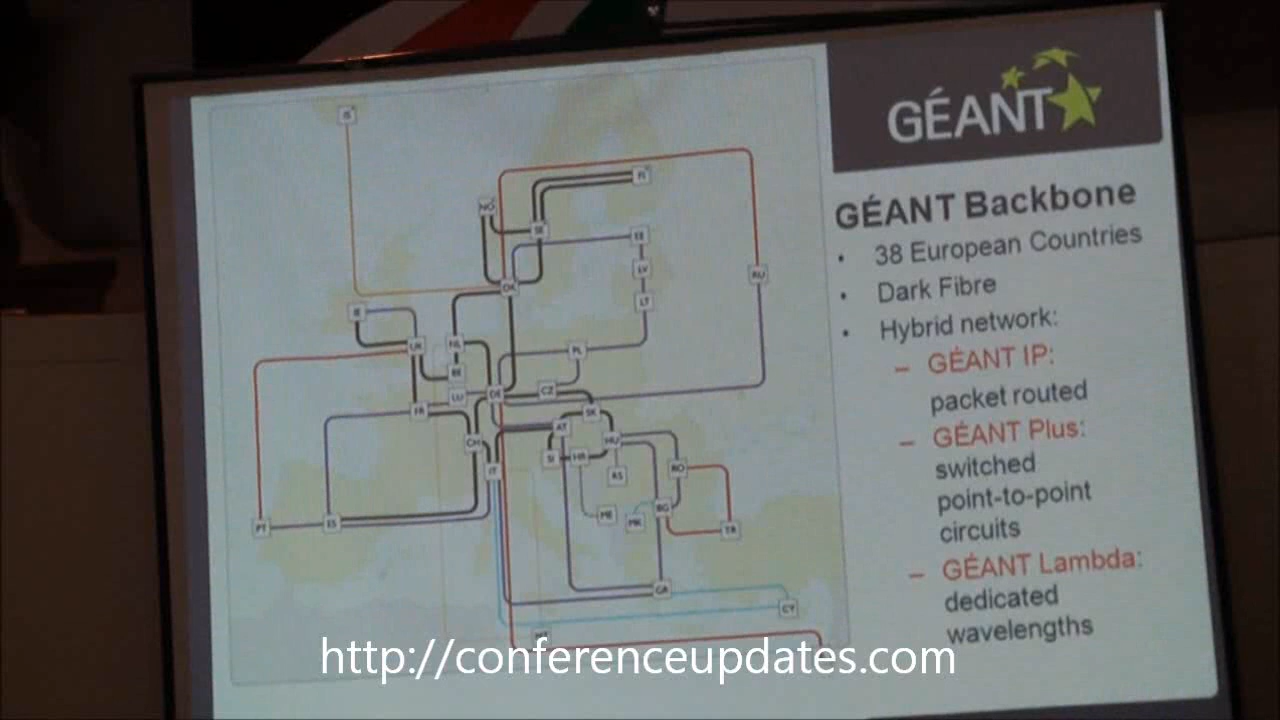 GÉANT
GÉANT Backbone
• 38 European Countries
• Dark Fibre
• Hybrid network:
– GÉANT IP:
packet routed
– GÉANT Plus:
switched
point-to-point
circuits
– GÉANT Lambda:
dedicated
wavelengths
IS
FI
NO
SE
EE
LV
RU
DK
LT
IE
UK
NL
PL
BE
LU
DE
CZ
FR
SK
AT
CH
HU
SI
HR
IT
RO
RS
BG
ME
MK
PT
ES
TR
CY
http://conferenceupdates.com